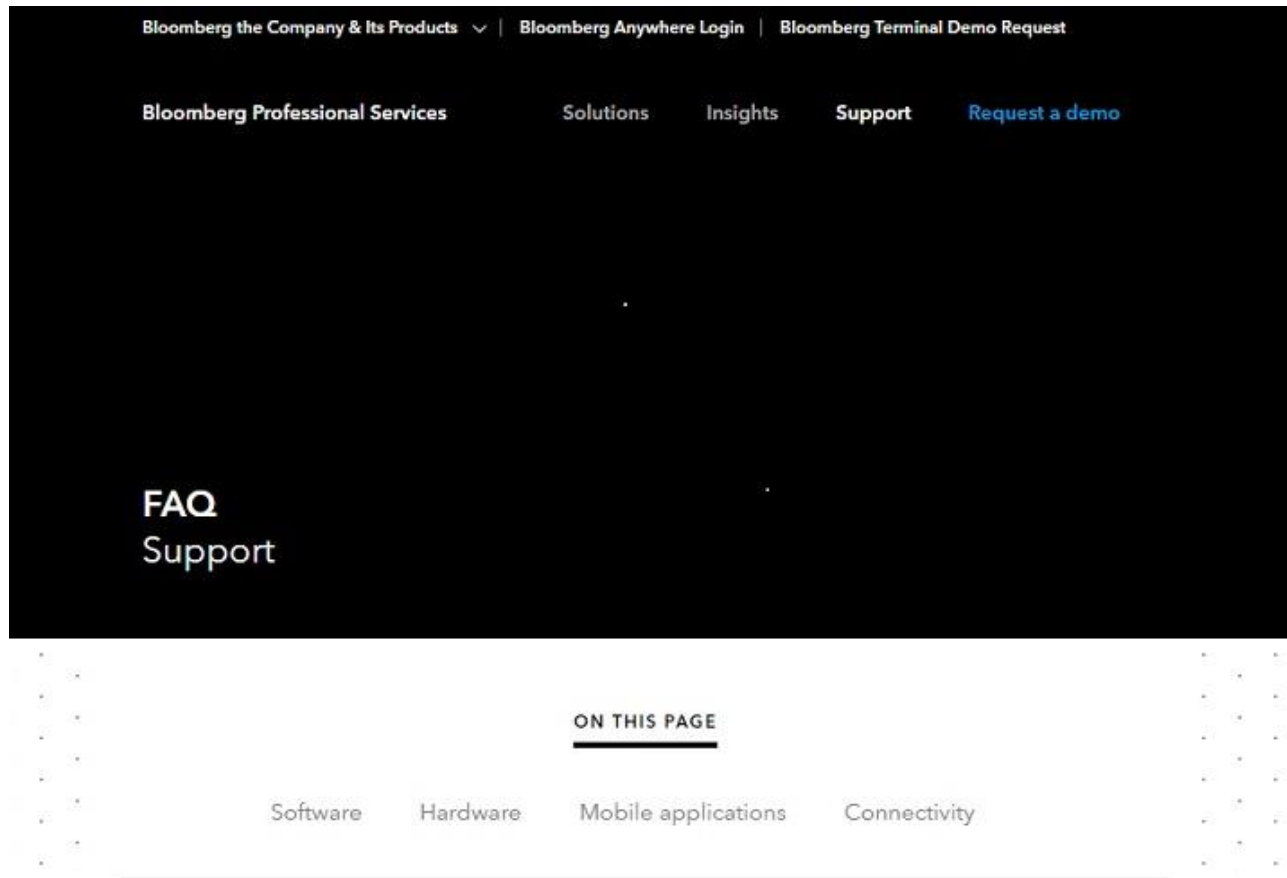 Bloomberg the Company & Its Products | Bloomberg Anywhere Login | Bloomberg Terminal Demo Request
Bloomberg Professional Services Solutions Insights Support Request a demo
FAQ
Support
ON THIS PAGE
Software Hardware Mobile applications Connectivity